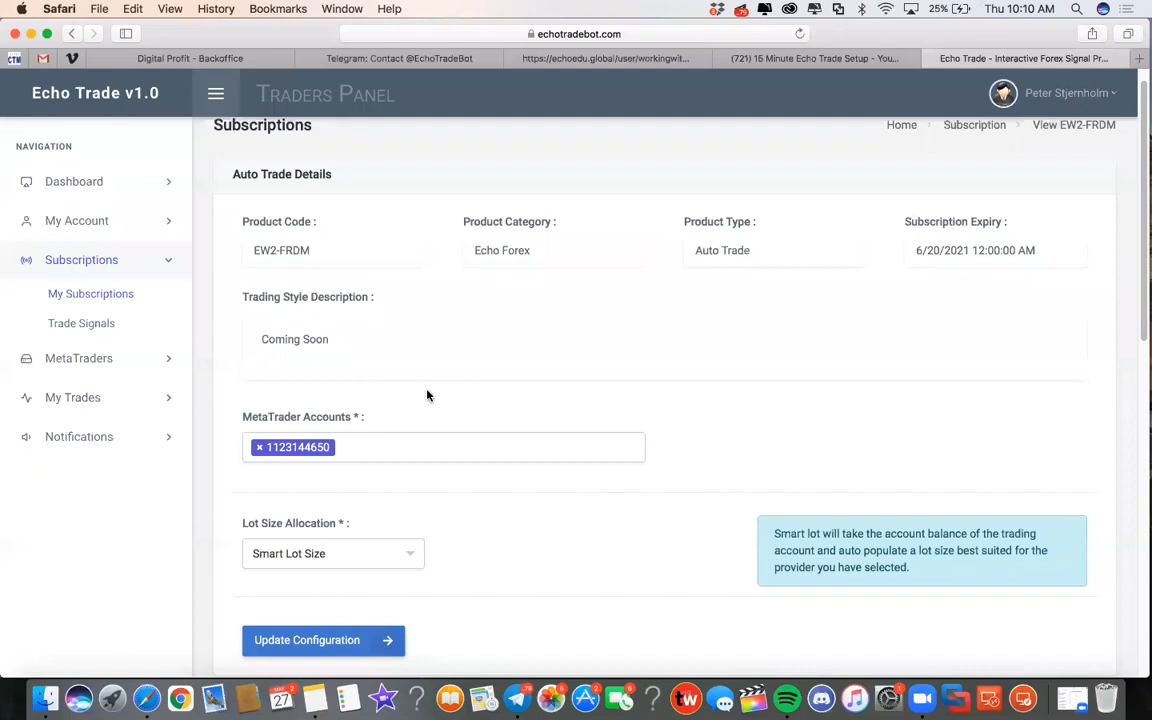 Safari File Edit View History Bookmarks Window Help 25% Thu 10:10 AM
echotradebot.com
CTM Digital Profit - Backoffice Telegram: Contact @EchoTradeBot https://echoedu.global/user/workingwit... (721) 15 Minute Echo Trade Setup - You... Echo Trade - Interactive Forex Signal Pr...
Echo Trade v1.0 TRADERS PANEL Peter Stjernholm
Subscriptions Home Subscription View EW2-FRDM
NAVIGATION
Dashboard
My Account
Subscriptions
My Subscriptions
Trade Signals
MetaTraders
My Trades
Notifications
Auto Trade Details
Product Code : Product Category : Product Type : Subscription Expiry :
EW2-FRDM Echo Forex Auto Trade 6/20/2021 12:00:00 AM
Trading Style Description :
Coming Soon
MetaTrader Accounts * :
× 1123144650
Lot Size Allocation * :
Smart Lot Size
Smart lot will take the account balance of the trading
account and auto populate a lot size best suited for the
provider you have selected.
Update Configuration
27